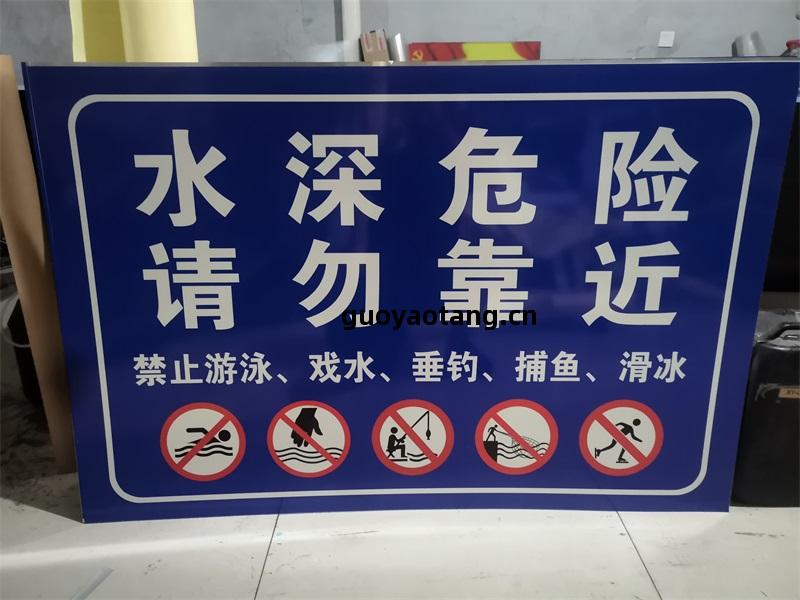 水深危险
请勿靠近
guoyaotang.cn
禁止游泳、戏水、垂钓、捕鱼、滑冰